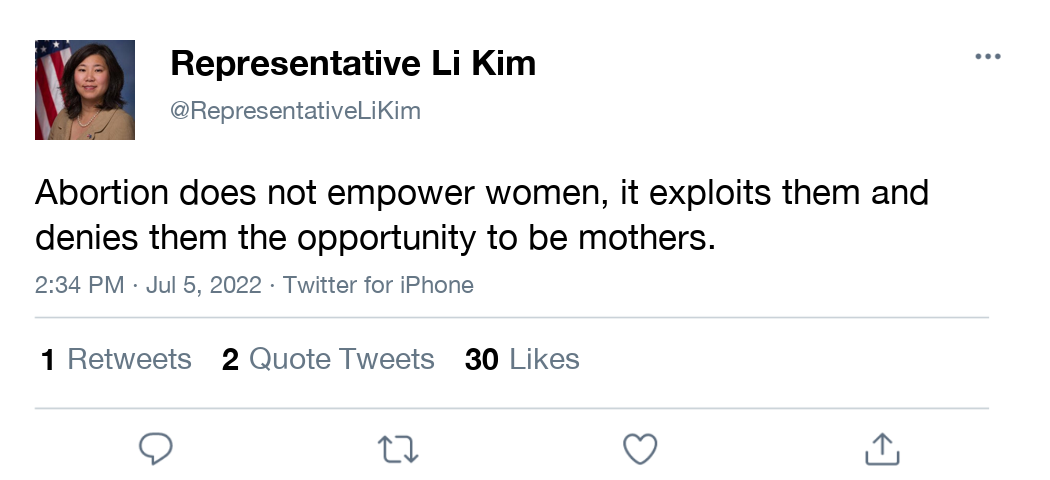 Representative Li Kim
@RepresentativeLiKim
Abortion does not empower women, it exploits them and
denies them the opportunity to be mothers.
2:34 PM · Jul 5, 2022 · Twitter for iPhone
1 Retweets 2 Quote Tweets 30 Likes